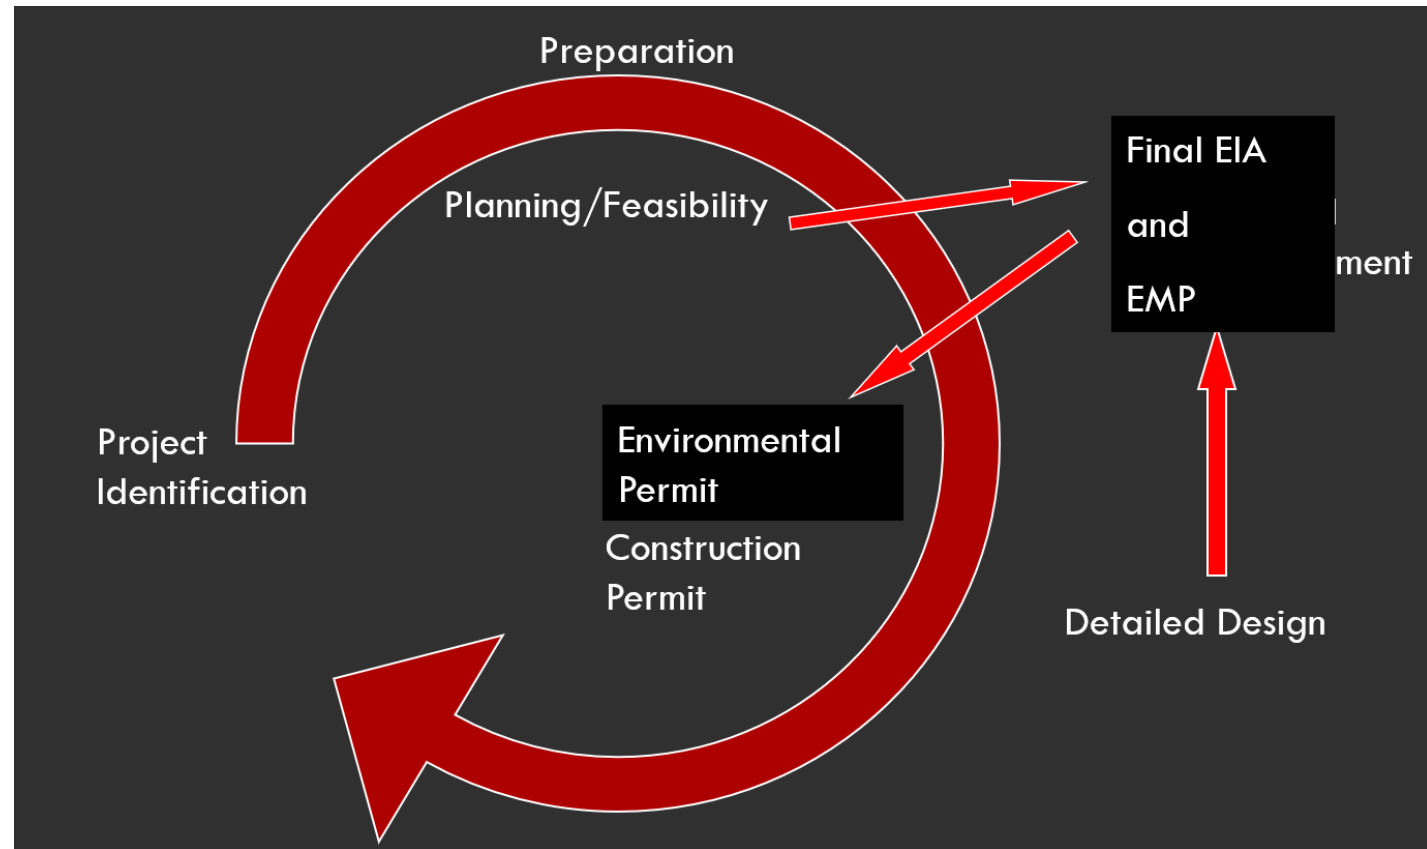 Preparation
Final EIA
Planning/Feasibility
and
ment
EMP
Project
Identification
Environmental
Permit
Construction
Permit
Detailed Design